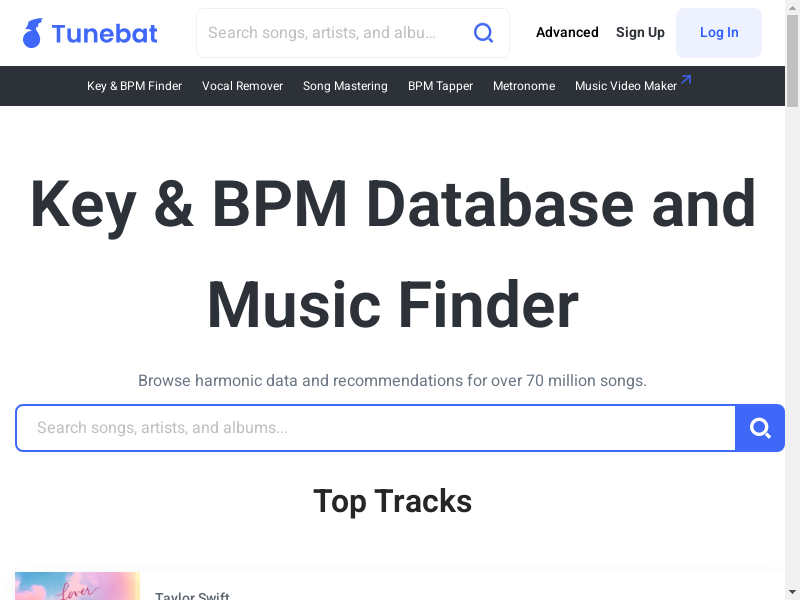 Tunebat
Search songs, artists, and albu...
Advanced
Sign Up
Log In
Key & BPM Finder
Vocal Remover
Song Mastering
BPM Tapper
Metronome
Music Video Maker
Key & BPM Database and
Music Finder
Browse harmonic data and recommendations for over 70 million songs.
Search songs, artists, and albums...
Top Tracks
Lover
Taylor Swift